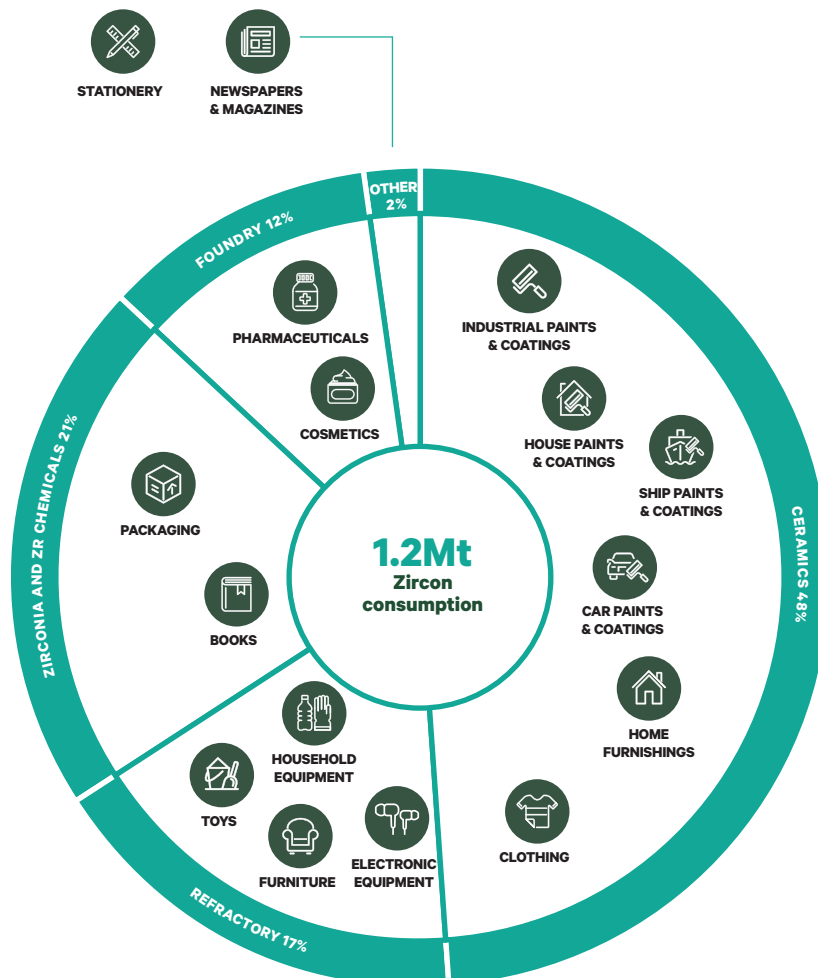 STATIONERY
NEWSPAPERS
& MAGAZINES
OTHER
2%
FOUNDRY 12%
PHARMACEUTICALS
COSMETICS
INDUSTRIAL PAINTS
& COATINGS
HOUSE PAINTS
& COATINGS
SHIP PAINTS
& COATINGS
CAR PAINTS
& COATINGS
HOME
FURNISHINGS
CLOTHING
CERAMICS 48%
ZIRCONIA AND ZR CHEMICALS 21%
PACKAGING
BOOKS
1.2Mt
Zircon
consumption
HOUSEHOLD
EQUIPMENT
TOYS
FURNITURE
ELECTRONIC
EQUIPMENT
REFRACTORY 17%